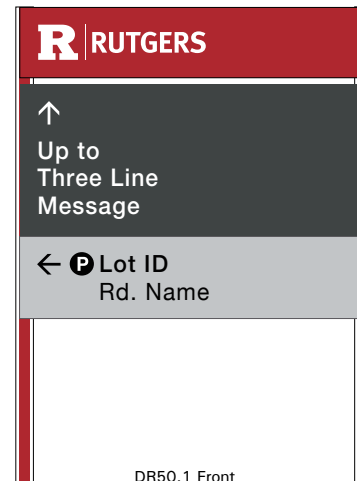 R RUTGERS
↑
Up to
Three Line
Message
← P Lot ID
Rd. Name
DR50.1 Front